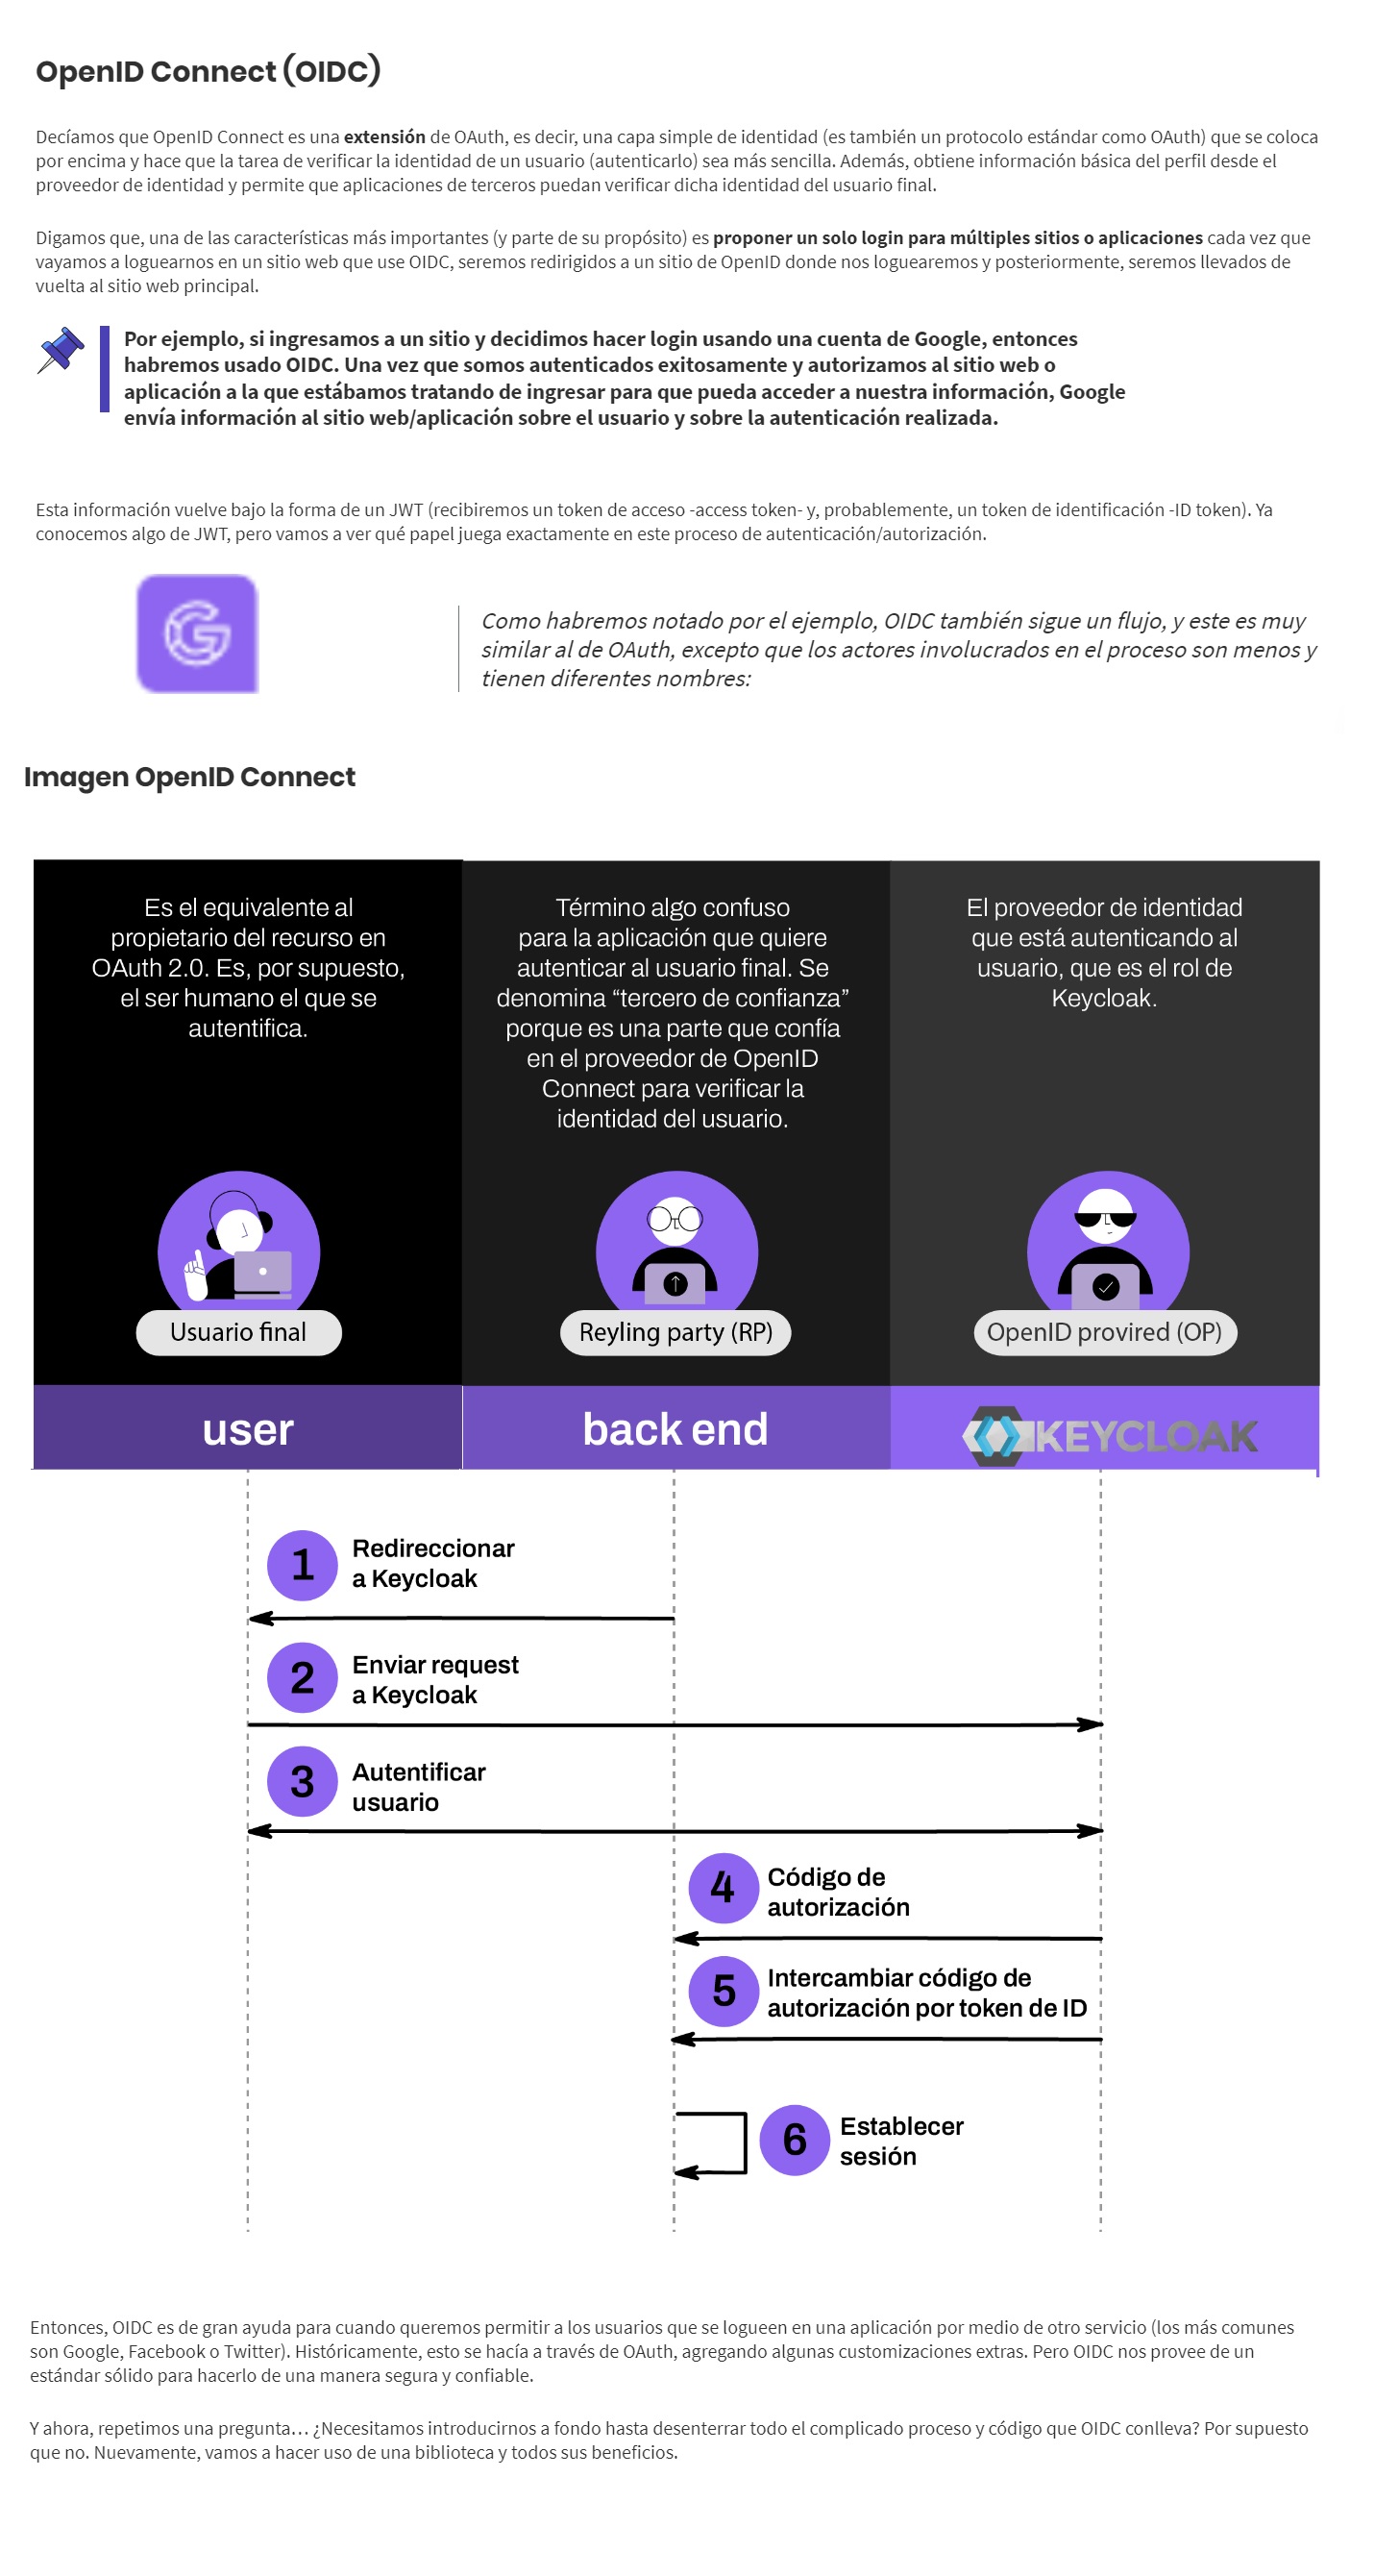 OpenID Connect (OIDC)
Decíamos que OpenID Connect es una extensión de OAuth, es decir, una capa simple de identidad (es también un protocolo estándar como OAuth) que se coloca
por encima y hace que la tarea de verificar la identidad de un usuario (autenticarlo) sea más sencilla. Además, obtiene información básica del perfil desde el
proveedor de identidad y permite que aplicaciones de terceros puedan verificar dicha identidad del usuario final.
Digamos que, una de las características más importantes (y parte de su propósito) es proponer un solo login para múltiples sitios o aplicaciones cada vez que
vayamos a loguearnos en un sitio web que use OIDC, seremos redirigidos a un sitio de OpenID donde nos loguearemos y posteriormente, seremos llevados de
vuelta al sitio web principal.
Por ejemplo, si ingresamos a un sitio y decidimos hacer login usando una cuenta de Google, entonces
habremos usado OIDC. Una vez que somos autenticados exitosamente y autorizamos al sitio web o
aplicación a la que estábamos tratando de ingresar para que pueda acceder a nuestra información, Google
envía información al sitio web/aplicación sobre el usuario y sobre la autenticación realizada.
Esta información vuelve bajo la forma de un JWT (recibiremos un token de acceso -access token- y, probablemente, un token de identificación -ID token). Ya
conocemos algo de JWT, pero vamos a ver qué papel juega exactamente en este proceso de autenticación/autorización.
G
Como habremos notado por el ejemplo, OIDC también sigue un flujo, y este es muy
similar al de OAuth, excepto que los actores involucrados en el proceso son menos y
tienen diferentes nombres:
Imagen OpenID Connect
Es el equivalente al
propietario del recurso en
OAuth 2.0. Es, por supuesto,
el ser humano el que se
autentifica.
Usuario final
user
Término algo confuso
para la aplicación que quiere
autenticar al usuario final. Se
denomina “tercero de confianza”
porque es una parte que confía
en el proveedor de OpenID
Connect para verificar la
identidad del usuario.
Reyling party (RP)
back end
El proveedor de identidad
que está autenticando al
usuario, que es el rol de
Keycloak.
OpenID provired (OP)
KEYCLOAK
1
Redireccionar
a Keycloak
2
Enviar request
a Keycloak
3
Autentificar
usuario
4
Código de
autorización
5
Intercambiar código de
autorización por token de ID
6
Establecer
sesión
Entonces, OIDC es de gran ayuda para cuando queremos permitir a los usuarios que se logueen en una aplicación por medio de otro servicio (los más comunes
son Google, Facebook o Twitter). Históricamente, esto se hacía a través de OAuth, agregando algunas customizaciones extras. Pero OIDC nos provee de un
estándar sólido para hacerlo de una manera segura y confiable.
Y ahora, repetimos una pregunta… ¿Necesitamos introducirnos a fondo hasta desenterrar todo el complicado proceso y código que OIDC conlleva? Por supuesto
que no. Nuevamente, vamos a hacer uso de una biblioteca y todos sus beneficios.